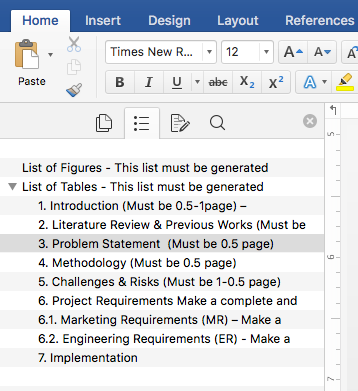 Home Insert Design Layout References
Paste
Times New R... 12 A A A
B I U abc X₂ X² A
List of Figures - This list must be generated
List of Tables - This list must be generated
1. Introduction (Must be 0.5-1page) –
2. Literature Review & Previous Works (Must be
3. Problem Statement (Must be 0.5 page)
4. Methodology (Must be 0.5 page)
5. Challenges & Risks (Must be 1-0.5 page)
6. Project Requirements Make a complete and
6.1. Marketing Requirements (MR) – Make a
6.2. Engineering Requirements (ER) - Make a
7. Implementation
5
6
7